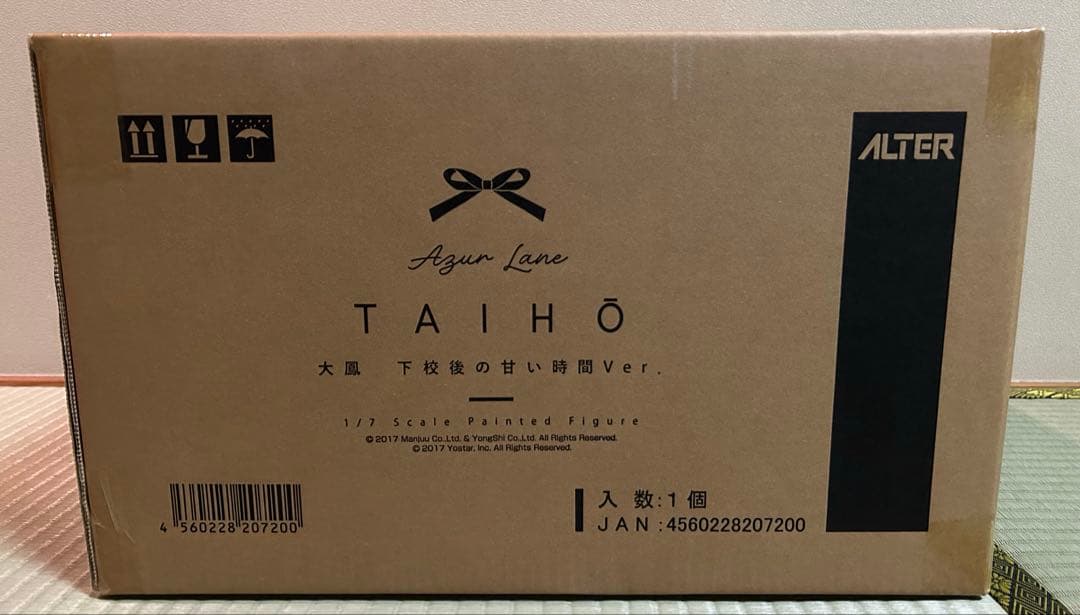 ALTER
Azur Lane
TAIHŌ
大鳳 下校後の甘い時間Ver.
1/7 Scale Painted Figure
© 2017 Manjuu Co.,Ltd. & YongShi Co.,Ltd. All Rights Reserved.
© 2017 Yostar, Inc. All Rights Reserved.
4 560228 207200
入数:1個
JAN:4560228207200